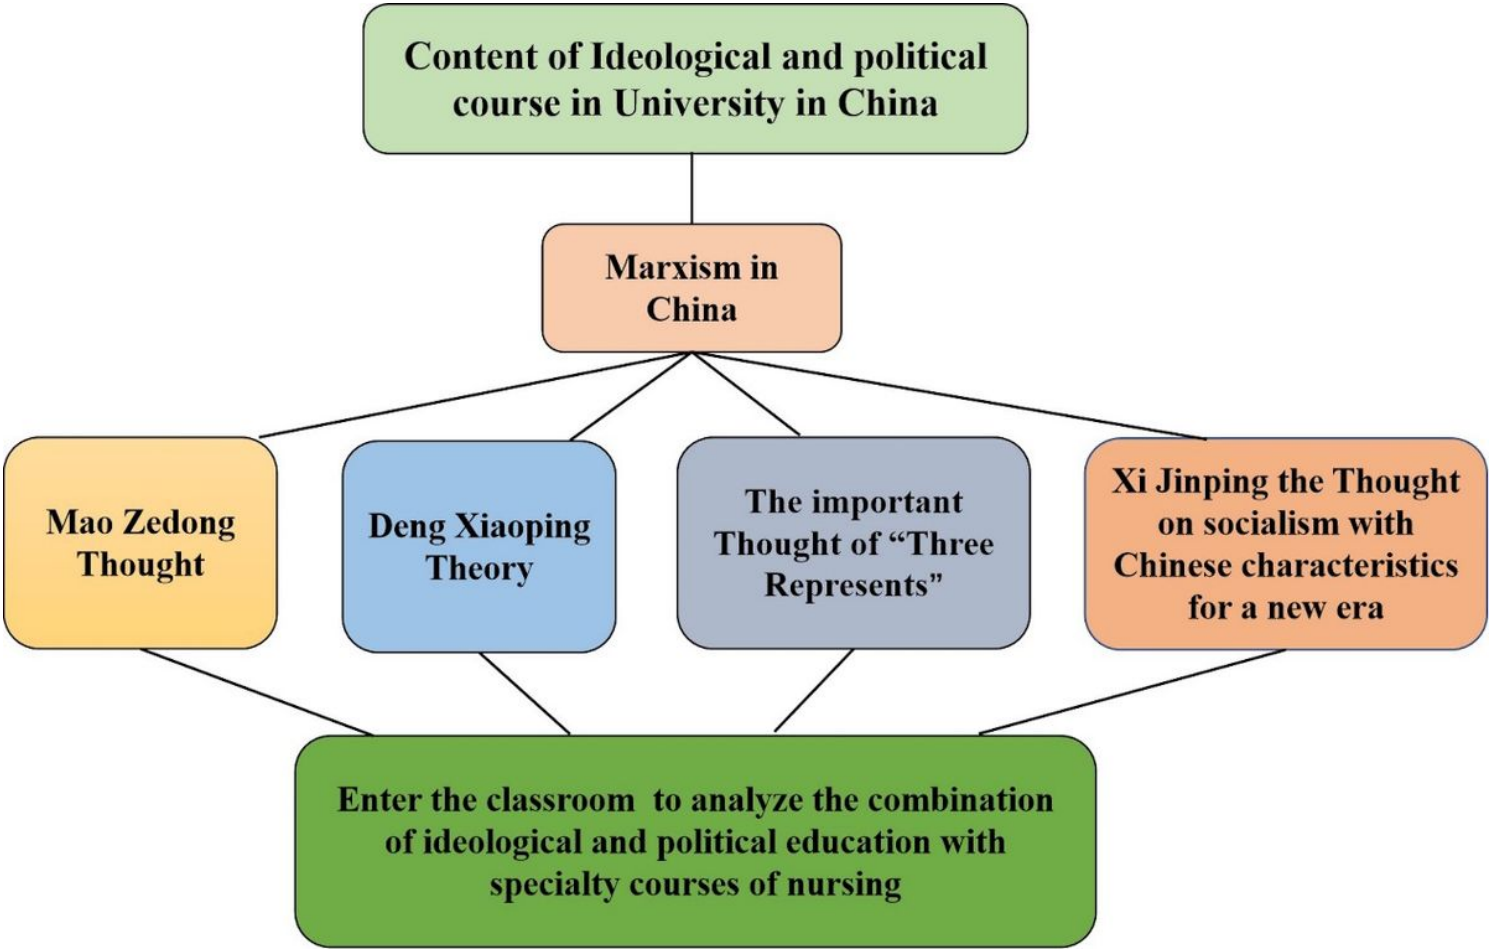 Content of Ideological and political
course in University in China
Marxism in
China
Mao Zedong
Thought
Deng Xiaoping
Theory
The important
Thought of “Three
Represents”
Xi Jinping the Thought
on socialism with
Chinese characteristics
for a new era
Enter the classroom to analyze the combination
of ideological and political education with
specialty courses of nursing